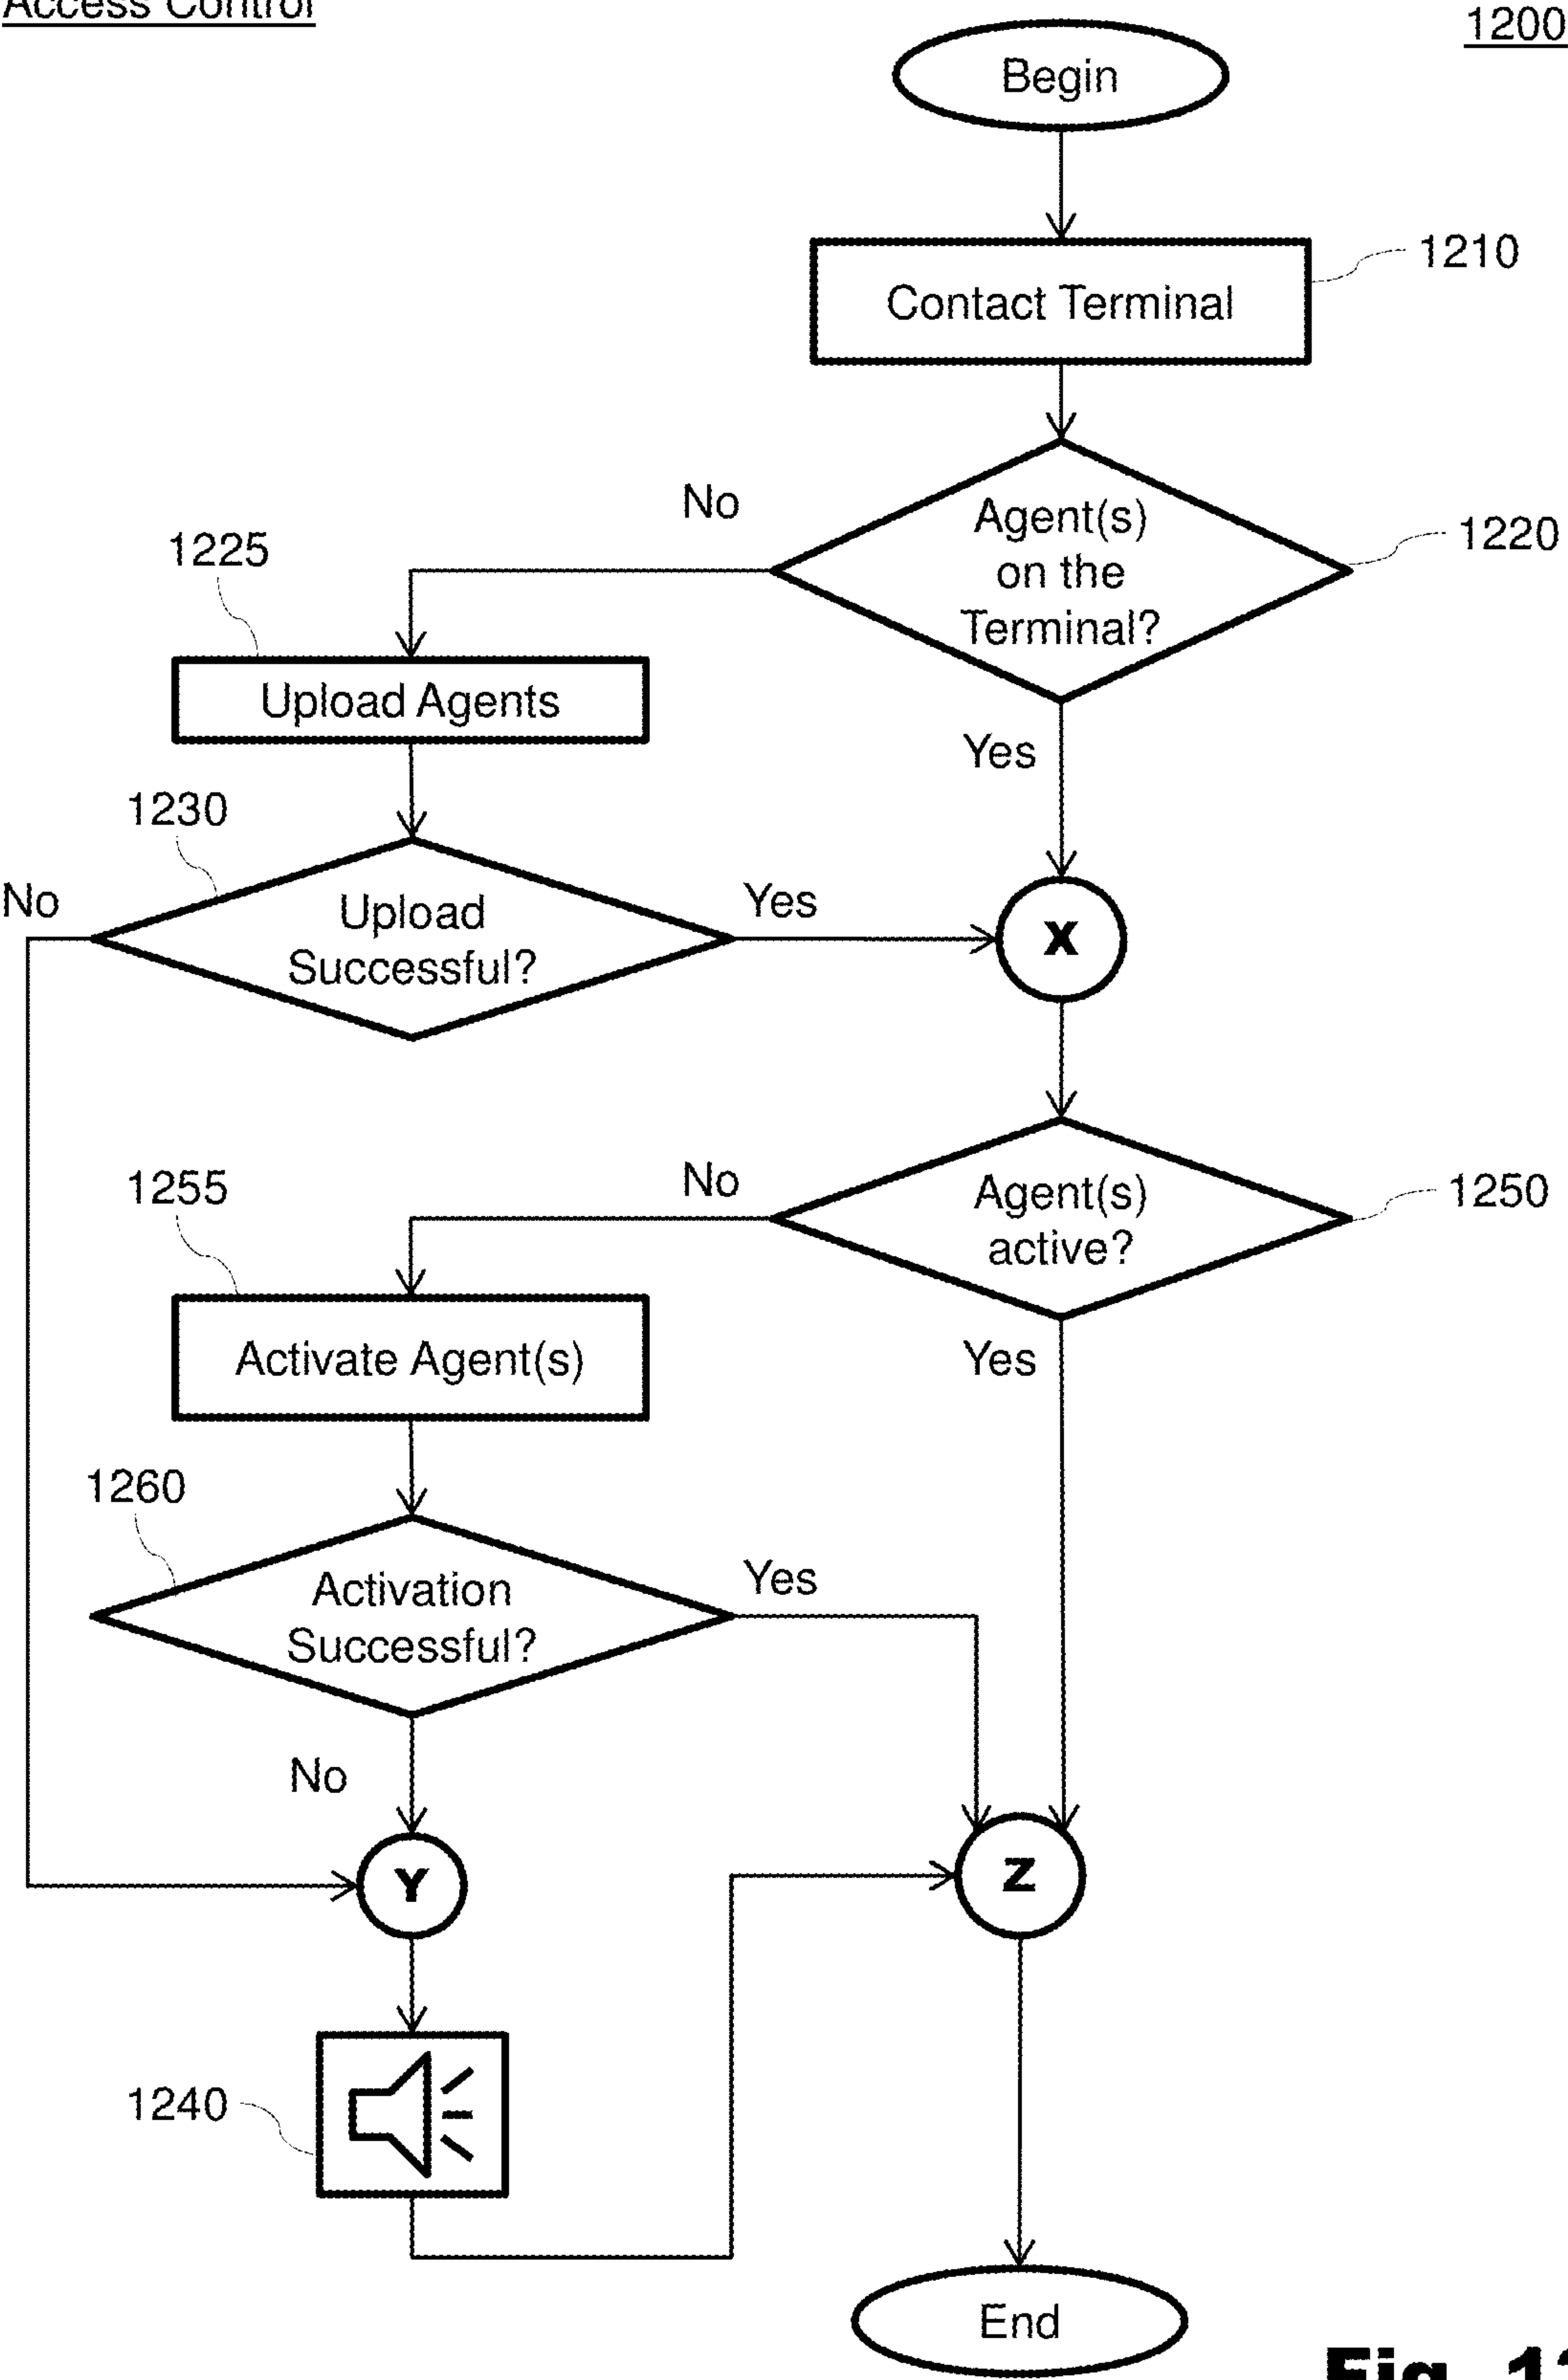 Access Control
1200
Begin
Contact Terminal
1210
Agent(s)
on the
Terminal?
1220
No
Yes
1225
Upload Agents
1230
Upload
Successful?
No
Yes
X
Agent(s)
active?
1250
No
Yes
1255
Activate Agent(s)
1260
Activation
Successful?
Yes
No
Y
Z
1240
End
Fig.